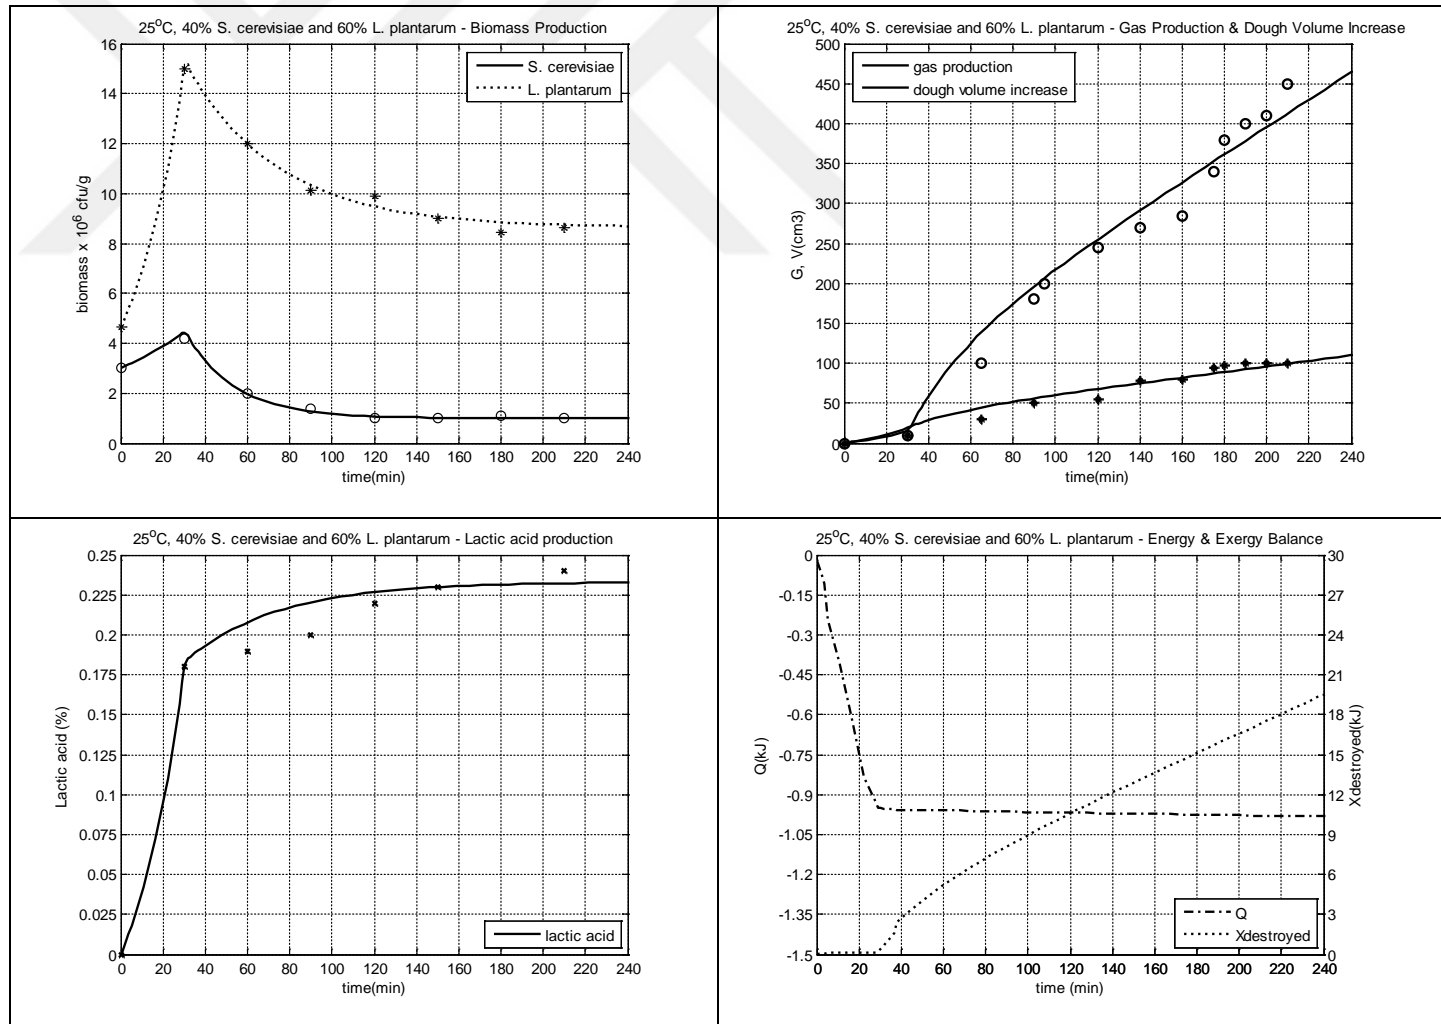 25°C, 40% S. cerevisiae and 60% L. plantarum - Biomass Production
16
14
12
10
8
6
4
2
0
biomass x 10⁶ cfu/g
S. cerevisiae
L. plantarum
0 20 40 60 80 100 120 140 160 180 200 220 240
time(min)
25°C, 40% S. cerevisiae and 60% L. plantarum - Gas Production & Dough Volume Increase
500
450
400
350
300
250
200
150
100
50
0
G, V(cm3)
gas production
dough volume increase
0 20 40 60 80 100 120 140 160 180 200 220 240
time(min)
25°C, 40% S. cerevisiae and 60% L. plantarum - Lactic acid production
0.25
0.225
0.2
0.175
0.15
0.125
0.1
0.075
0.05
0.025
0
Lactic acid (%)
lactic acid
0 20 40 60 80 100 120 140 160 180 200 220 240
time(min)
25°C, 40% S. cerevisiae and 60% L. plantarum - Energy & Exergy Balance
0
-0.15
-0.3
-0.45
-0.6
-0.75
-0.9
-1.05
-1.2
-1.35
-1.5
Q(kJ)
30
27
24
21
18
15
12
9
6
3
0
Xdestroyed(kJ)
Q
Xdestroyed
0 20 40 60 80 100 120 140 160 180 200 220 240
time (min)